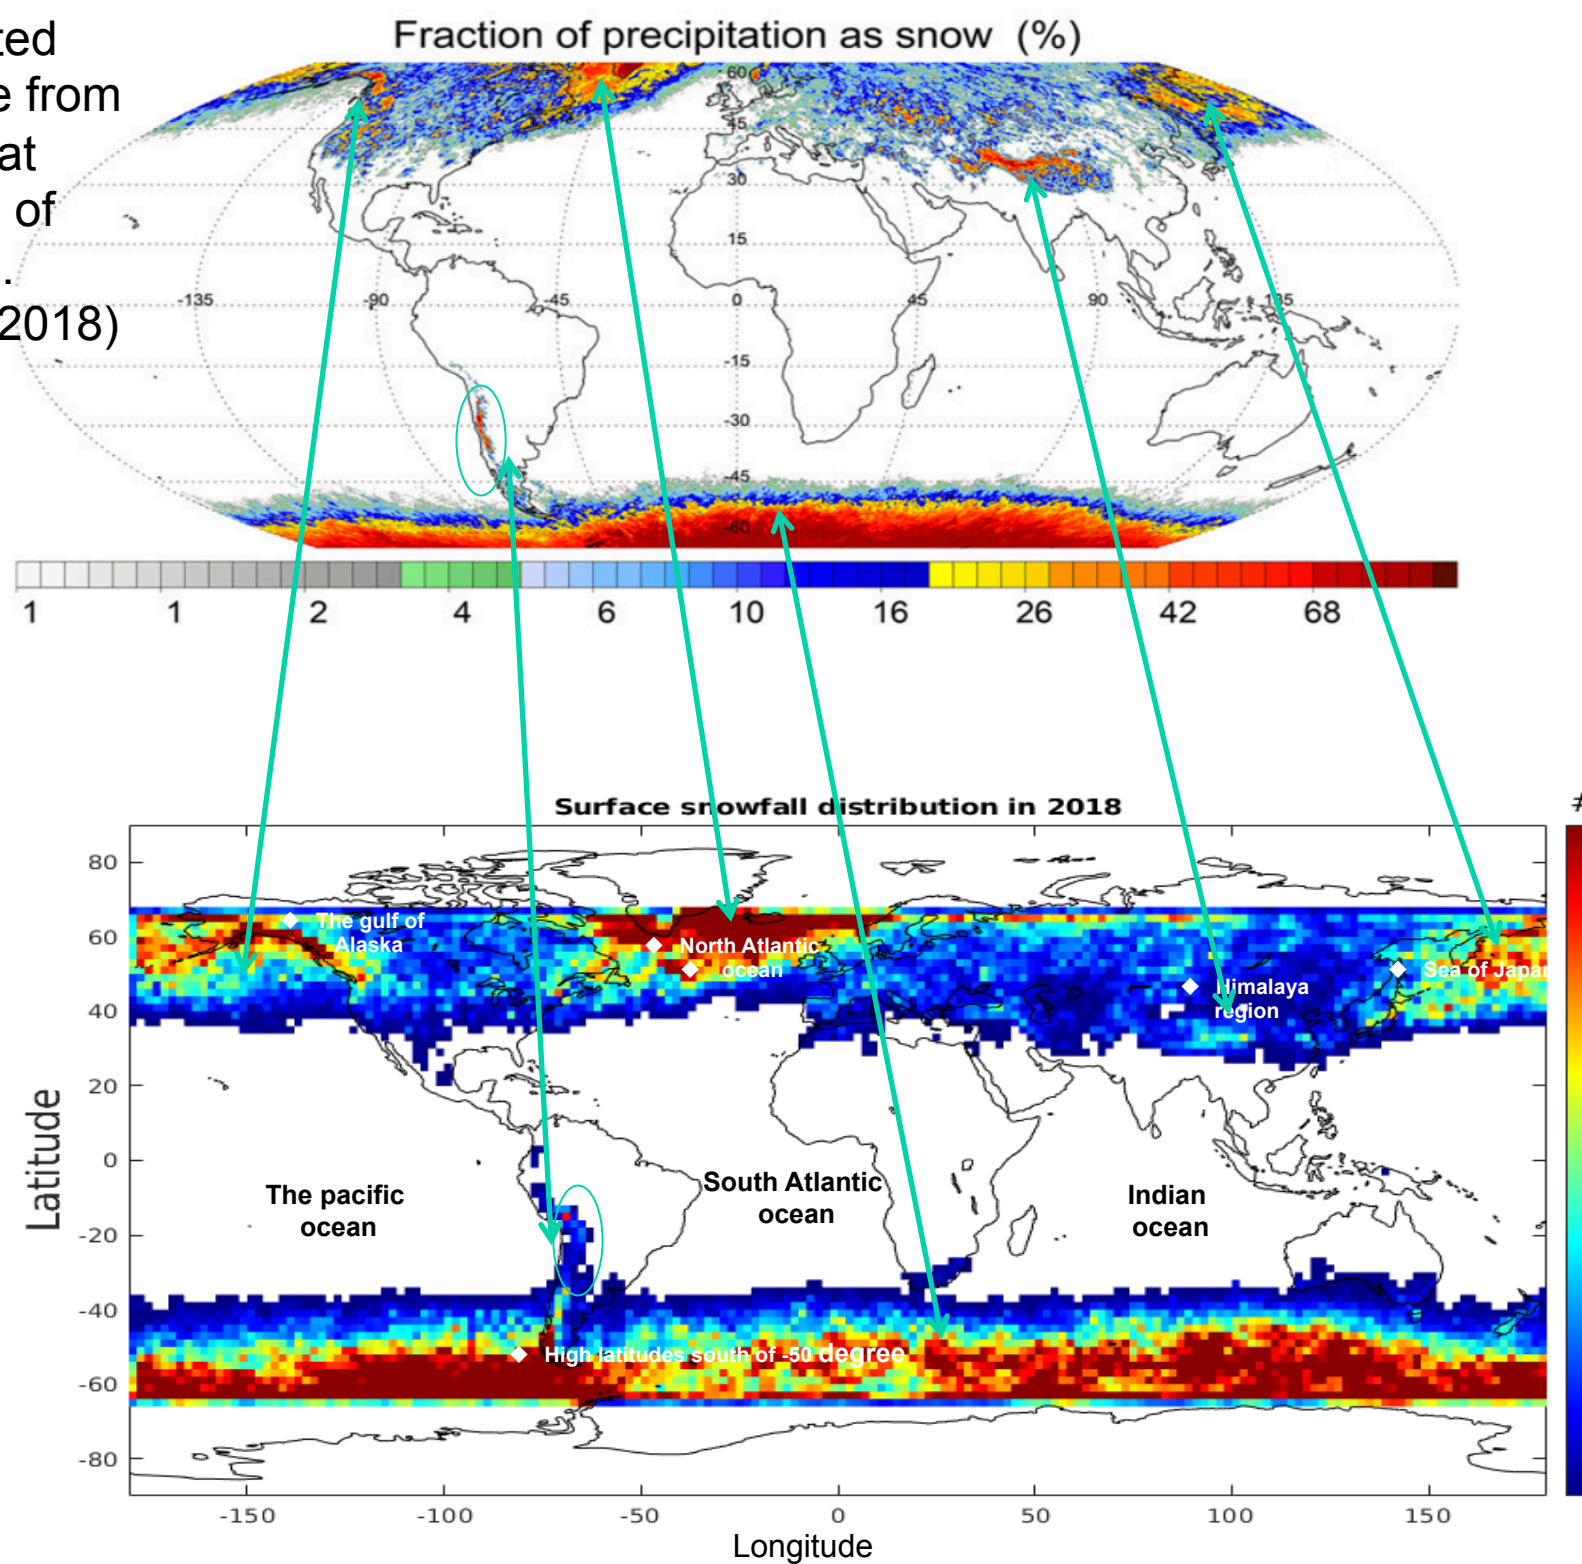 Fraction of precipitation as snow (%)
ted
e from
at
of
.
2018)
60
45
30
15
-135 -90 -45 0 45 90 135
-15
-30
-45
-60
1 1 2 4 6 10 16 26 42 68
Surface snowfall distribution in 2018
#
80
60
40
20
0
-20
-40
-60
-80
Latitude
The gulf of
Alaska
North Atlantic
ocean
Himalaya
region
Sea of Japan
The pacific
ocean
South Atlantic
ocean
Indian
ocean
High latitudes south of -50 degree
-150 -100 -50 0 50 100 150
Longitude